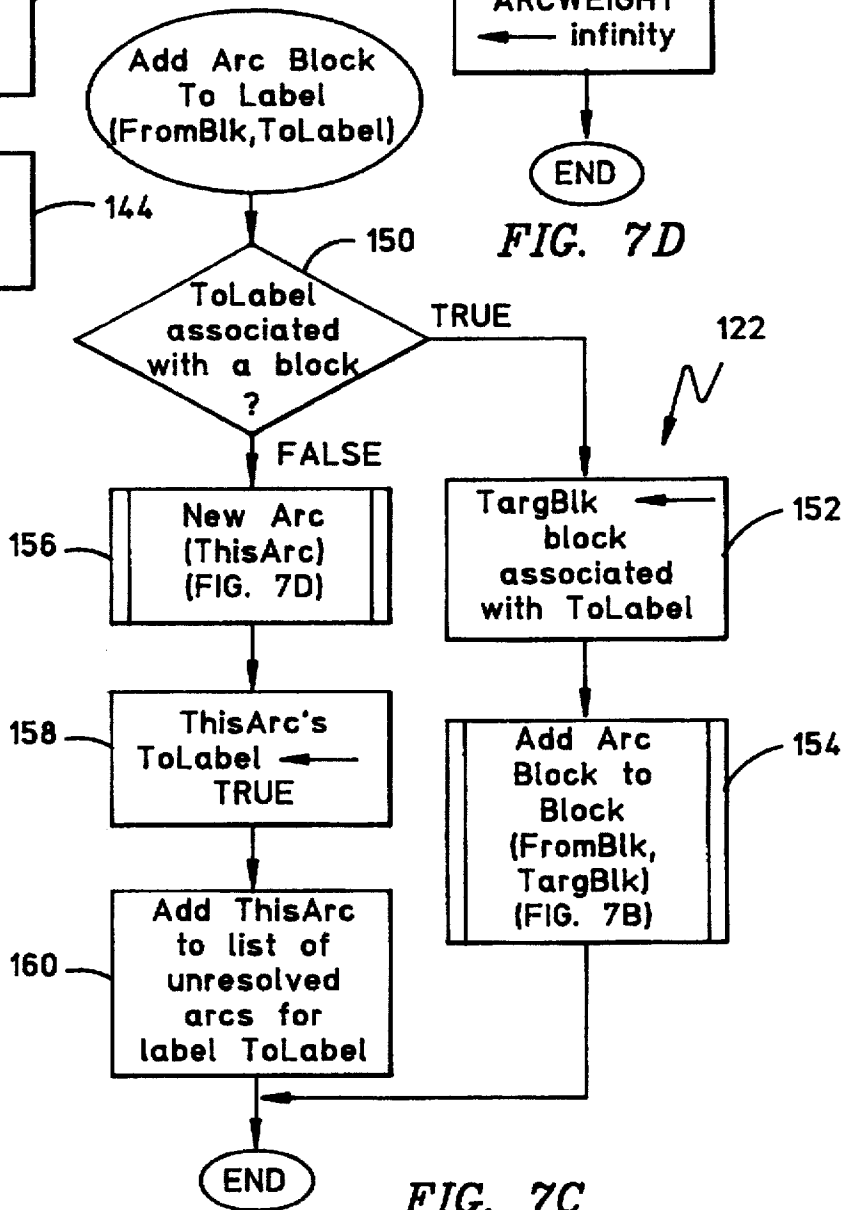 ARCWEIGHT
← infinity
END
FIG. 7D
144
Add Arc Block
To Label
(FromBlk,ToLabel)
150
ToLabel
associated
with a block
?
TRUE
FALSE
122
156
New Arc
(ThisArc)
(FIG. 7D)
TargBlk ←
block
associated
with ToLabel
152
158
ThisArc's
ToLabel ←
TRUE
Add Arc
Block to
Block
(FromBlk,
TargBlk)
(FIG. 7B)
154
160
Add ThisArc
to list of
unresolved
arcs for
label ToLabel
END
FIG. 7C